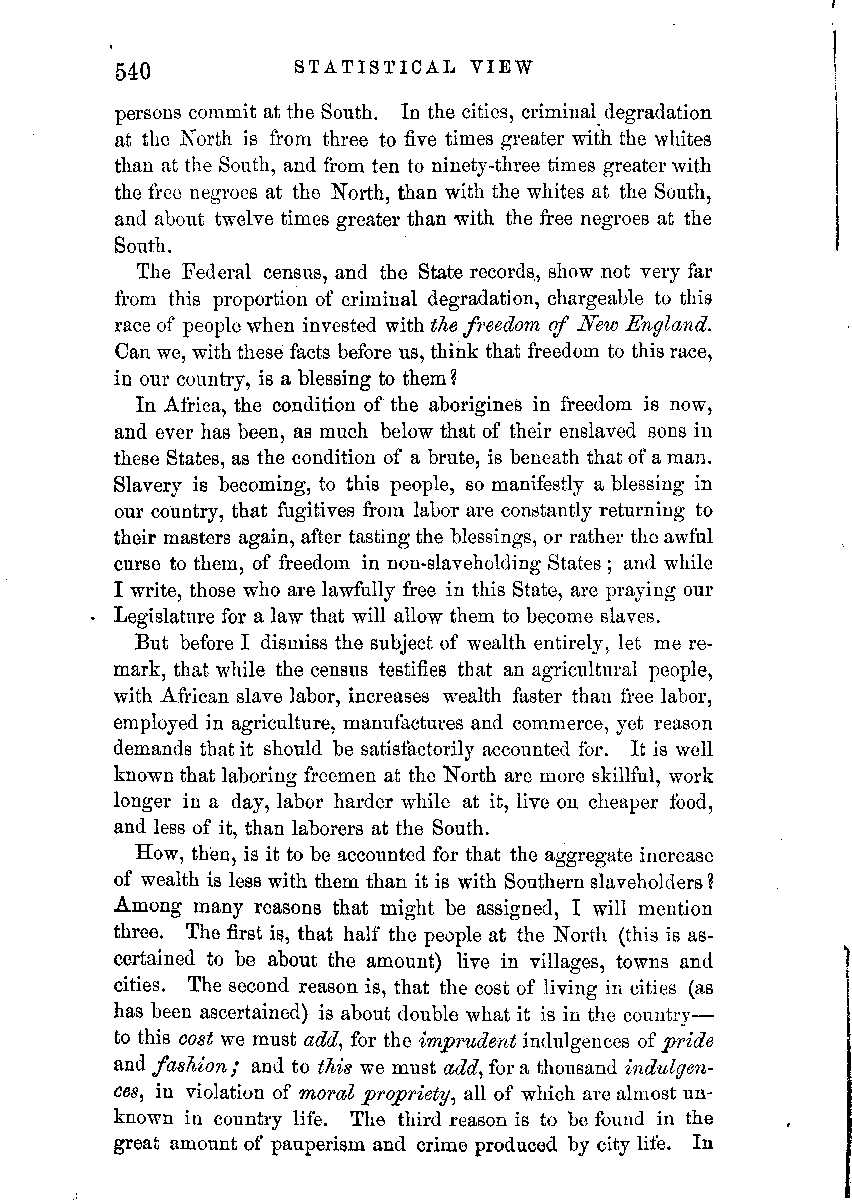 540 STATISTICAL VIEW
persons commit at the South. In the cities, criminal degradation
at the North is from three to five times greater with the whites
than at the South, and from ten to ninety-three times greater with
the free negroes at the North, than with the whites at the South,
and about twelve times greater than with the free negroes at the
South.
The Federal census, and the State records, show not very far
from this proportion of criminal degradation, chargeable to this
race of people when invested with the freedom of New England.
Can we, with these facts before us, think that freedom to this race,
in our country, is a blessing to them?
In Africa, the condition of the aborigines in freedom is now,
and ever has been, as much below that of their enslaved sons in
these States, as the condition of a brute, is beneath that of a man.
Slavery is becoming, to this people, so manifestly a blessing in
our country, that fugitives from labor are constantly returning to
their masters again, after tasting the blessings, or rather the awful
curse to them, of freedom in non-slaveholding States; and while
I write, those who are lawfully free in this State, are praying our
Legislature for a law that will allow them to become slaves.
But before I dismiss the subject of wealth entirely, let me re-
mark, that while the census testifies that an agricultural people,
with African slave labor, increases wealth faster than free labor,
employed in agriculture, manufactures and commerce, yet reason
demands that it should be satisfactorily accounted for. It is well
known that laboring freemen at the North are more skillful, work
longer in a day, labor harder while at it, live on cheaper food,
and less of it, than laborers at the South.
How, then, is it to be accounted for that the aggregate increase
of wealth is less with them than it is with Southern slaveholders?
Among many reasons that might be assigned, I will mention
three. The first is, that half the people at the North (this is as-
certained to be about the amount) live in villages, towns and
cities. The second reason is, that the cost of living in cities (as
has been ascertained) is about double what it is in the country—
to this cost we must add, for the imprudent indulgences of pride
and fashion; and to this we must add, for a thousand indulgen-
ces, in violation of moral propriety, all of which are almost un-
known in country life. The third reason is to be found in the
great amount of pauperism and crime produced by city life. In